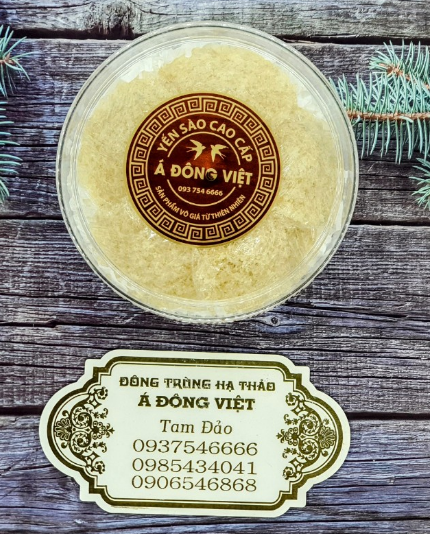 YẾN SÀO CAO CẤP
Á ĐÔNG VIỆT
093 754 6666
SẢN PHẨM VÔ GIÁ TỪ THIÊN NHIÊN
ĐÔNG TRÙNG HẠ THẢO
Á ĐÔNG VIỆT
Tam Đảo
0937546666
0985434041
0906546868